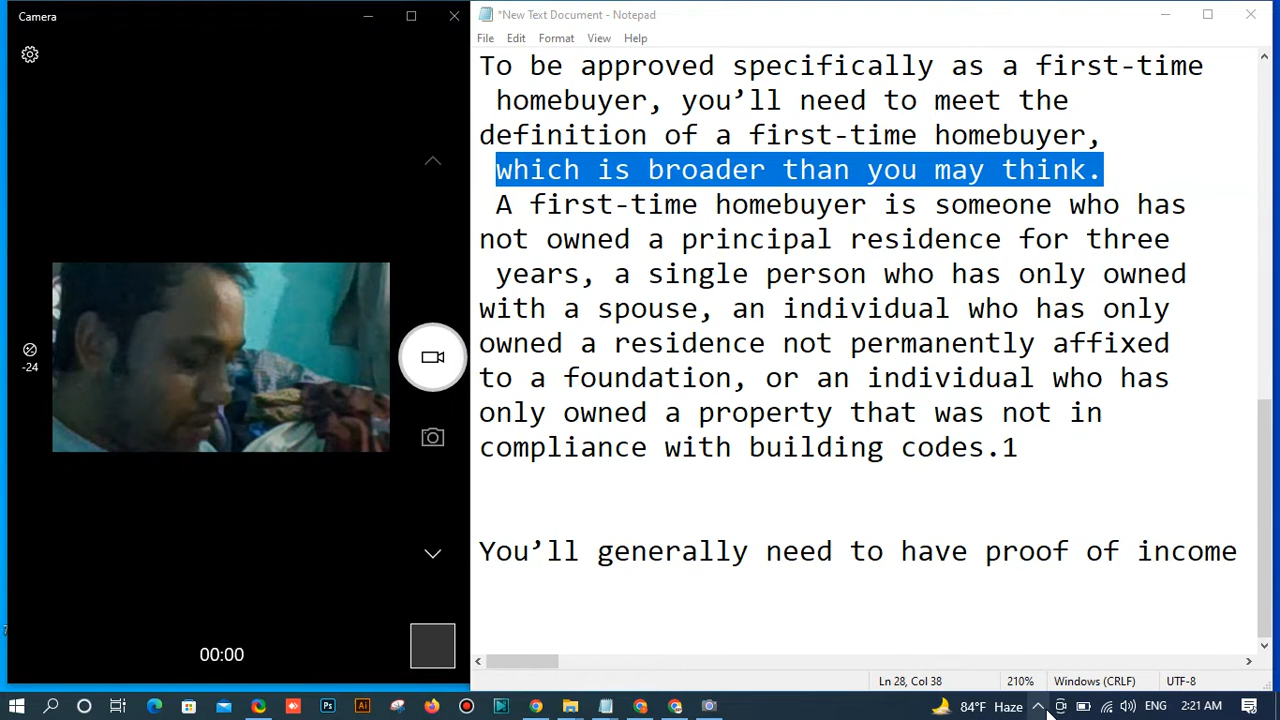 Camera
*New Text Document - Notepad
File Edit Format View Help
To be approved specifically as a first-time
homebuyer, you’ll need to meet the
definition of a first-time homebuyer,
which is broader than you may think.
A first-time homebuyer is someone who has
not owned a principal residence for three
years, a single person who has only owned
with a spouse, an individual who has only
owned a residence not permanently affixed
to a foundation, or an individual who has
only owned a property that was not in
compliance with building codes.1
You’ll generally need to have proof of income
-24
00:00
Ln 28, Col 38 210% Windows (CRLF) UTF-8
Ps Ai 84°F Haze ENG 2:21 AM